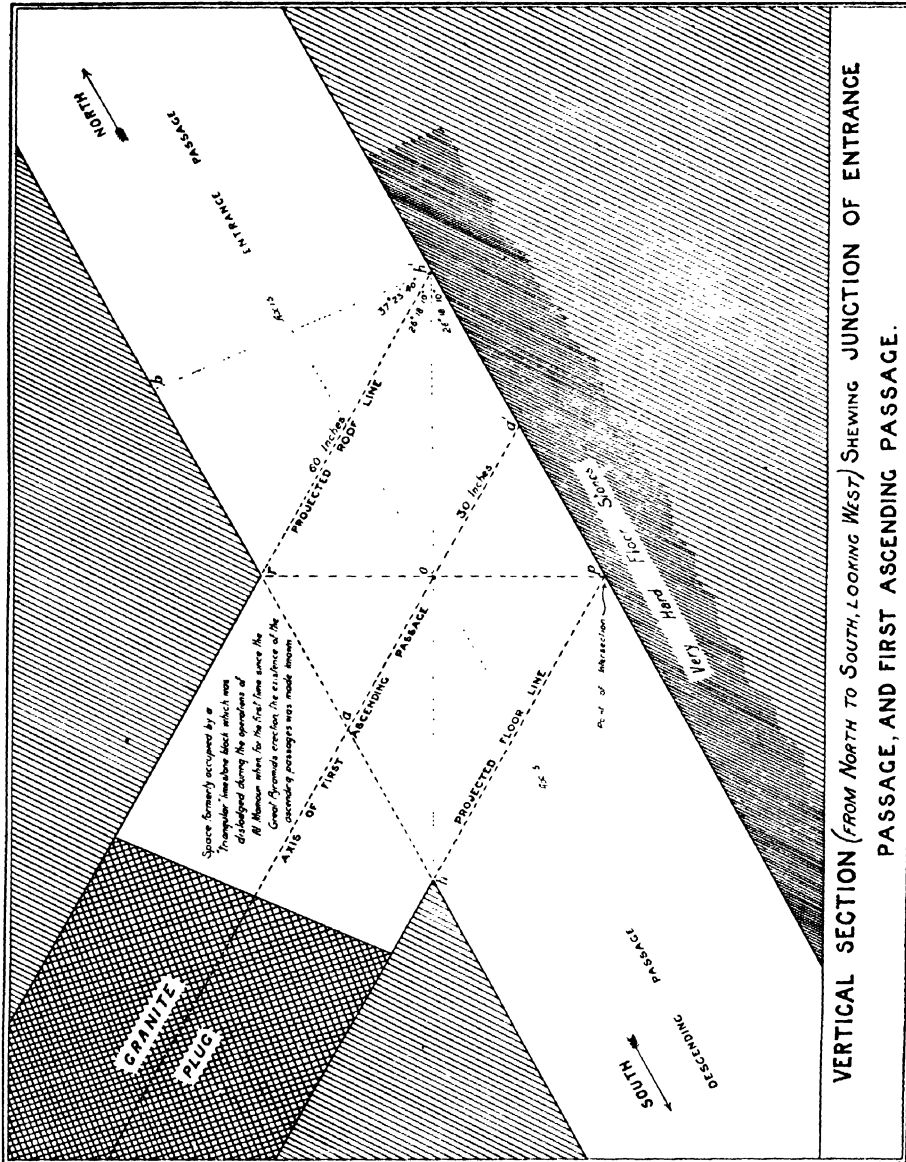 NORTH
ENTRANCE PASSAGE
Axis
b'
37° 23' 40"
26° 18' 10"
26° 18' 10"
h'
60 Inches
PROJECTED ROOF LINE
30 Inches
a'
r
o
a
p
h
Space formerly occupied by a
"triangular" limestone block which was
dislodged during the operations of
Al Mamoun when for the first time since the
Great Pyramid's erection the existence of the
ascending passages was made known
AXIS OF FIRST ASCENDING PASSAGE
PROJECTED FLOOR LINE
Point of Intersection
Very Hard Floor Stones
GRANITE
PLUG
SOUTH
DESCENDING PASSAGE
VERTICAL SECTION (FROM NORTH TO SOUTH, LOOKING WEST) SHEWING JUNCTION OF ENTRANCE
PASSAGE, AND FIRST ASCENDING PASSAGE.